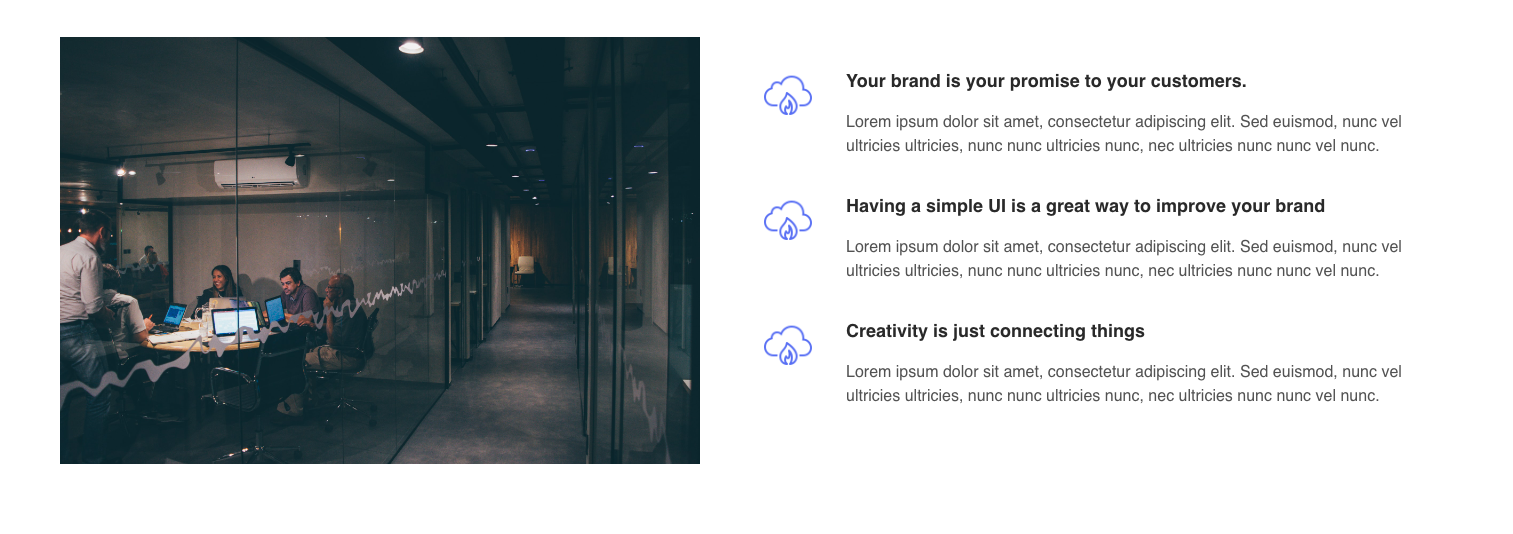 Your brand is your promise to your customers.
Lorem ipsum dolor sit amet, consectetur adipiscing elit. Sed euismod, nunc vel
ultricies ultricies, nunc nunc ultricies nunc, nec ultricies nunc nunc vel nunc.
Having a simple UI is a great way to improve your brand
Lorem ipsum dolor sit amet, consectetur adipiscing elit. Sed euismod, nunc vel
ultricies ultricies, nunc nunc ultricies nunc, nec ultricies nunc nunc vel nunc.
Creativity is just connecting things
Lorem ipsum dolor sit amet, consectetur adipiscing elit. Sed euismod, nunc vel
ultricies ultricies, nunc nunc ultricies nunc, nec ultricies nunc nunc vel nunc.